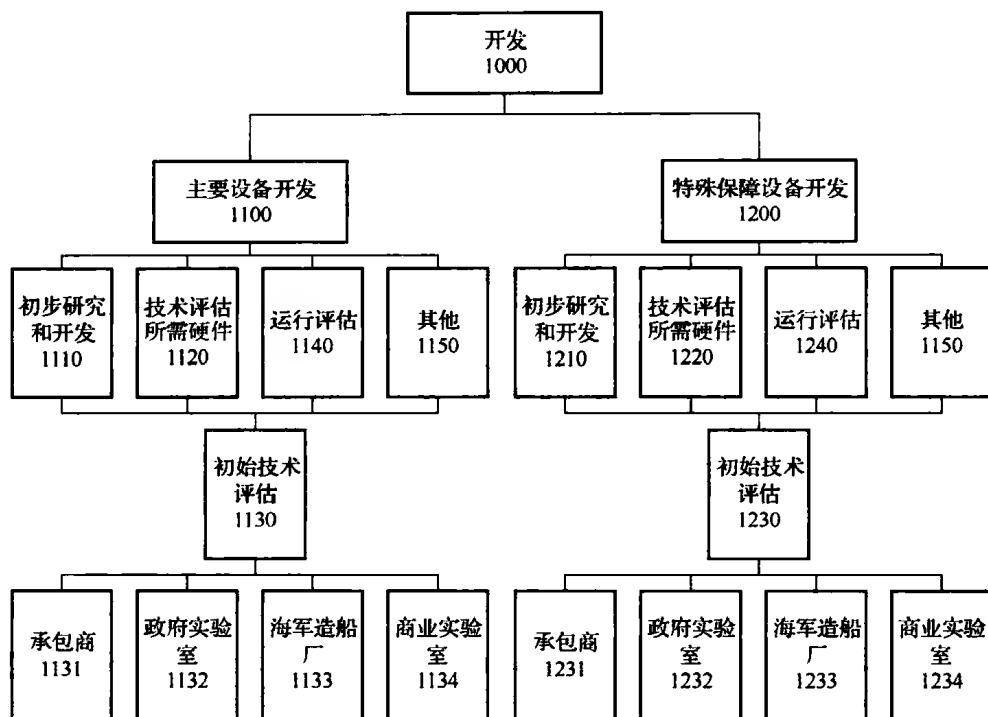 开发
1000
主要设备开发
1100
特殊保障设备开发
1200
初步研究
和开发
1110
技术评估
所需硬件
1120
运行评估
1140
其他
1150
初步研究
和开发
1210
技术评估
所需硬件
1220
运行评估
1240
其他
1150
初始技术
评估
1130
初始技术
评估
1230
承包商
1131
政府实验
室
1132
海军造船
厂
1133
商业实验
室
1134
承包商
1231
政府实验
室
1232
海军造船
厂
1233
商业实验
室
1234